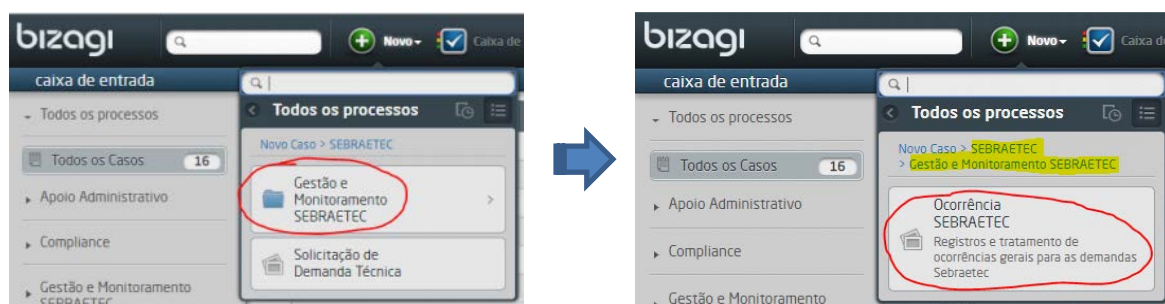 bizagi
Novo
Caixa de
caixa de entrada
Todos os processos
Todos os processos
Novo Caso > SEBRAETEC
Todos os Casos 16
Gestão e
Monitoramento
SEBRAETEC
Apoio Administrativo
Solicitação de
Demanda Técnica
Compliance
Gestão e Monitoramento
SEBRAETEC
bizagi
Novo
Caixa d
caixa de entrada
Todos os processos
Todos os processos
Novo Caso > SEBRAETEC
> Gestão e Monitoramento SEBRAETEC
Todos os Casos 16
Ocorrência
SEBRAETEC
Registros e tratamento de
ocorrências gerais para as demandas
Sebraetec
Apoio Administrativo
Compliance
Gestão e Monitoramento